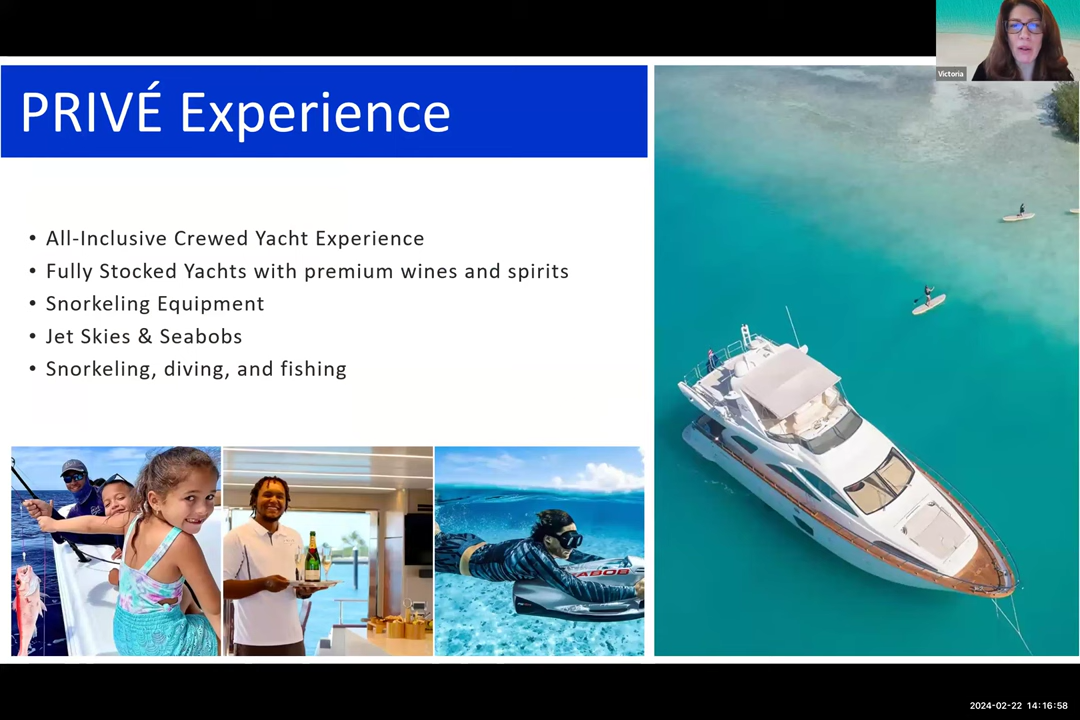 Victoria
PRIVÉ Experience
• All-Inclusive Crewed Yacht Experience
• Fully Stocked Yachts with premium wines and spirits
• Snorkeling Equipment
• Jet Skies & Seabobs
• Snorkeling, diving, and fishing
ABOB
2024-02-22 14:16:58